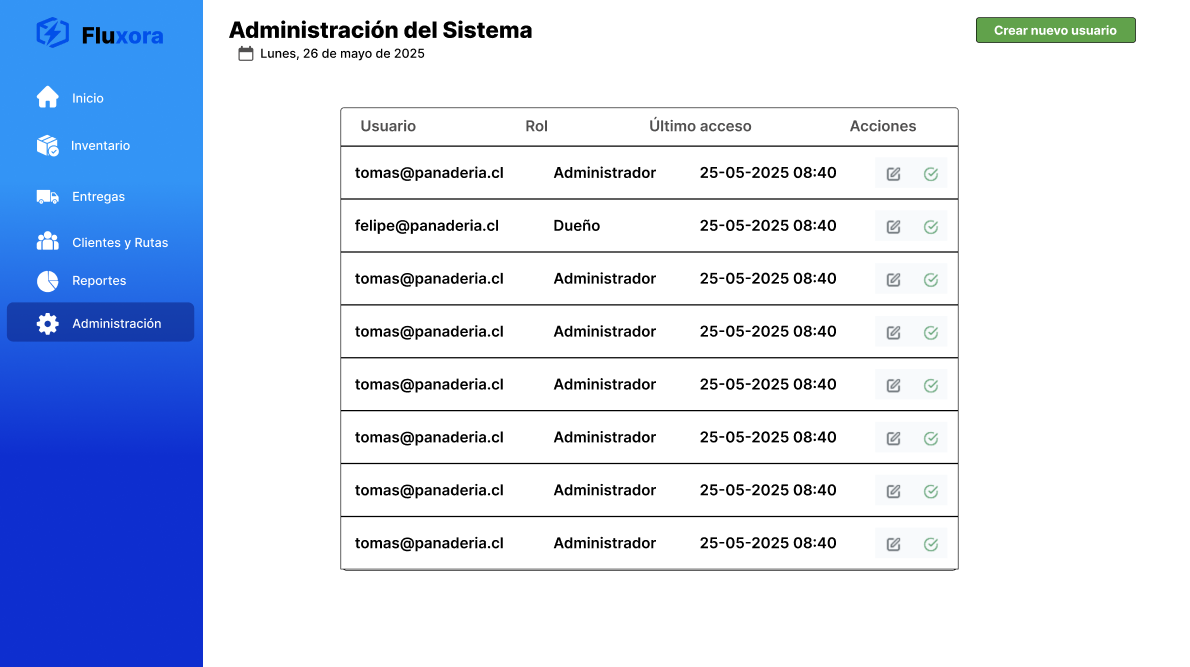 Fluxora
Inicio
Inventario
Entregas
Clientes y Rutas
Reportes
Administración
Administración del Sistema
Lunes, 26 de mayo de 2025
Crear nuevo usuario
Usuario Rol Último acceso Acciones
tomas@panaderia.cl Administrador 25-05-2025 08:40
felipe@panaderia.cl Dueño 25-05-2025 08:40
tomas@panaderia.cl Administrador 25-05-2025 08:40
tomas@panaderia.cl Administrador 25-05-2025 08:40
tomas@panaderia.cl Administrador 25-05-2025 08:40
tomas@panaderia.cl Administrador 25-05-2025 08:40
tomas@panaderia.cl Administrador 25-05-2025 08:40
tomas@panaderia.cl Administrador 25-05-2025 08:40